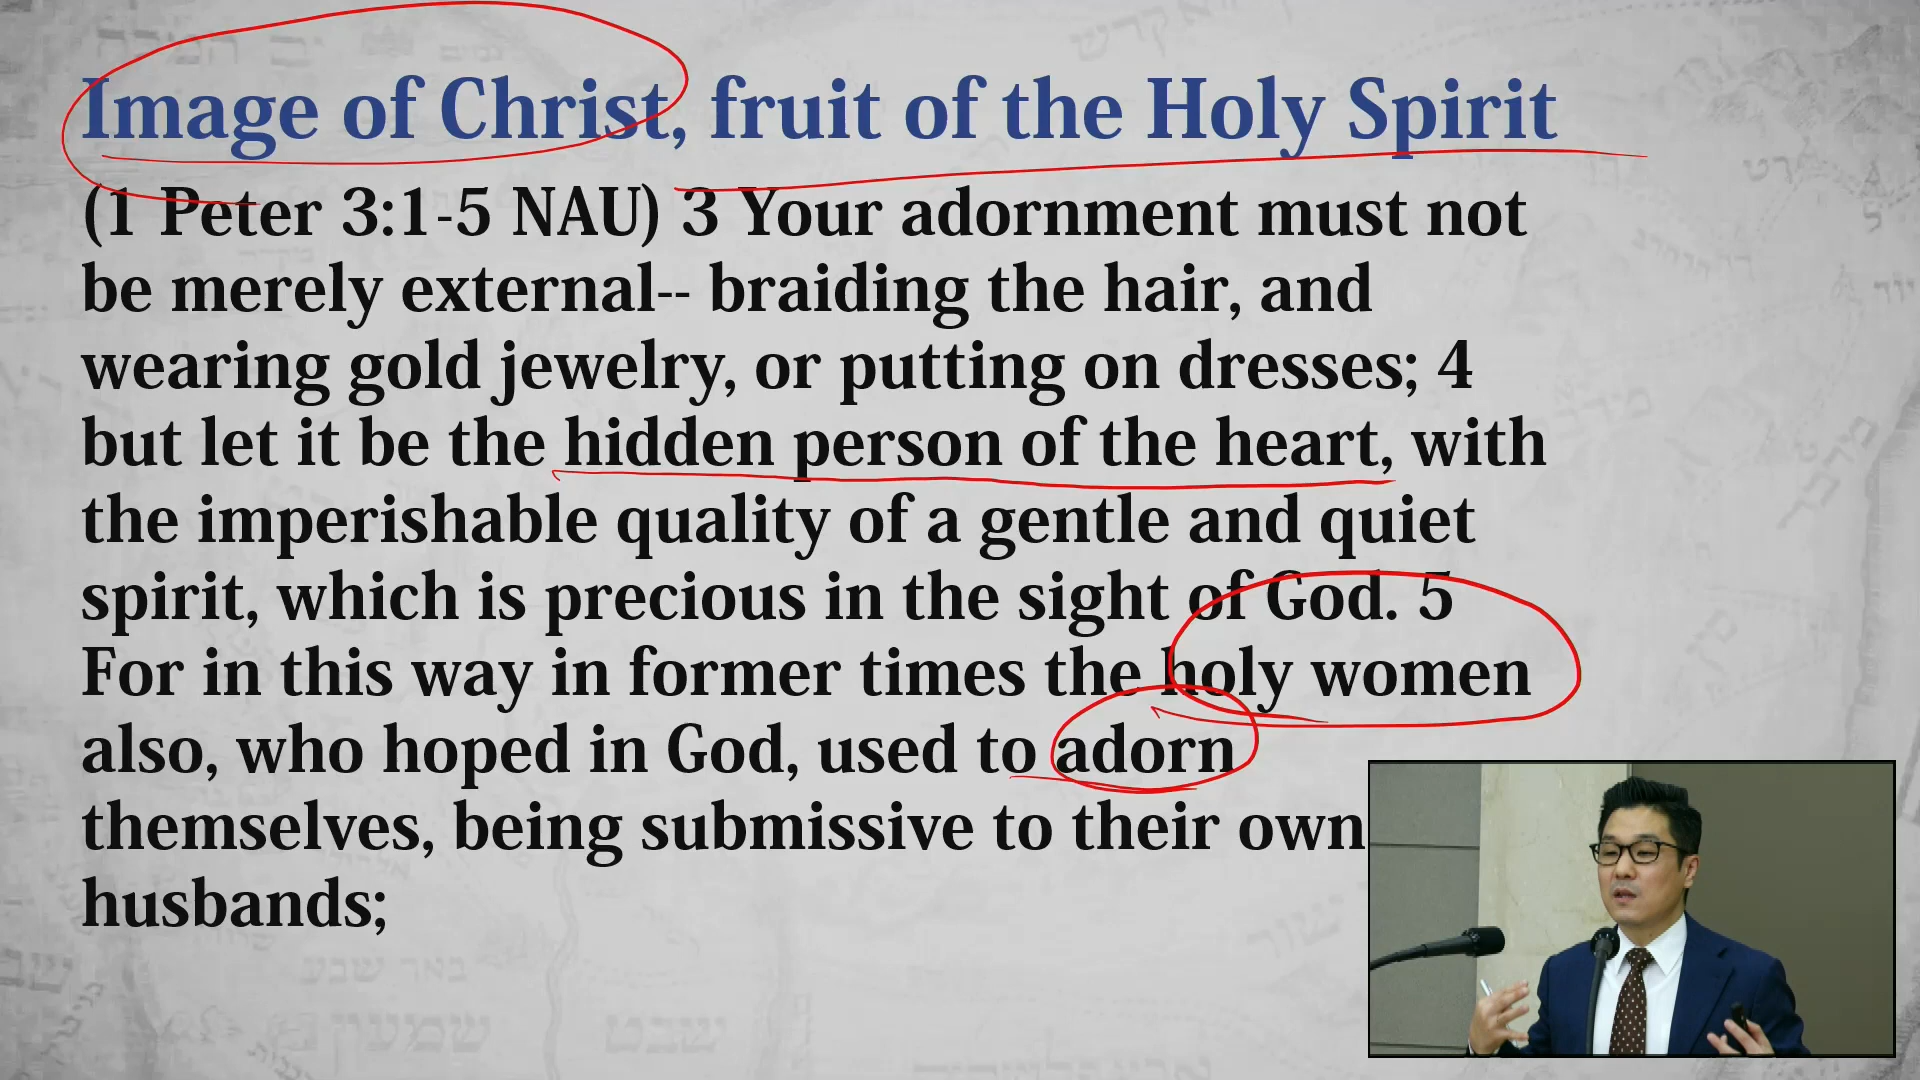 Image of Christ, fruit of the Holy Spirit
(1 Peter 3:1-5 NAU) 3 Your adornment must not
be merely external-- braiding the hair, and
wearing gold jewelry, or putting on dresses; 4
but let it be the hidden person of the heart, with
the imperishable quality of a gentle and quiet
spirit, which is precious in the sight of God. 5
For in this way in former times the holy women
also, who hoped in God, used to adorn
themselves, being submissive to their own
husbands;
באר שבע
שמעון
שבט